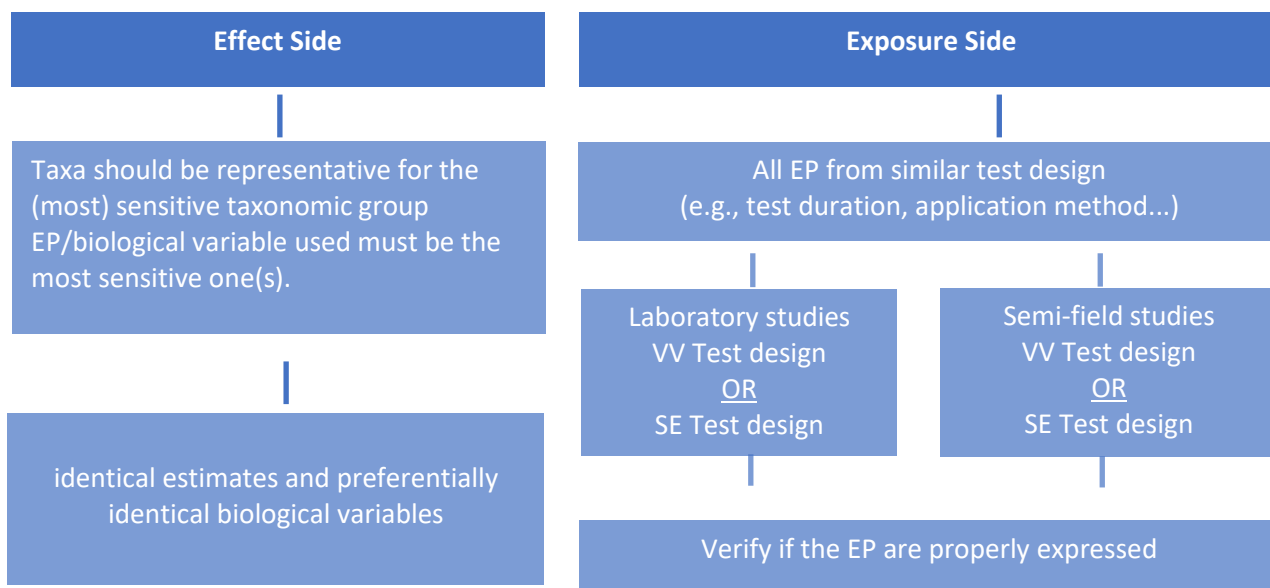 Effect Side
Taxa should be representative for the
(most) sensitive taxonomic group
EP/biological variable used must be the
most sensitive one(s).
identical estimates and preferentially
identical biological variables
Exposure Side
All EP from similar test design
(e.g., test duration, application method...)
Laboratory studies
VV Test design
OR
SE Test design
Semi-field studies
VV Test design
OR
SE Test design
Verify if the EP are properly expressed